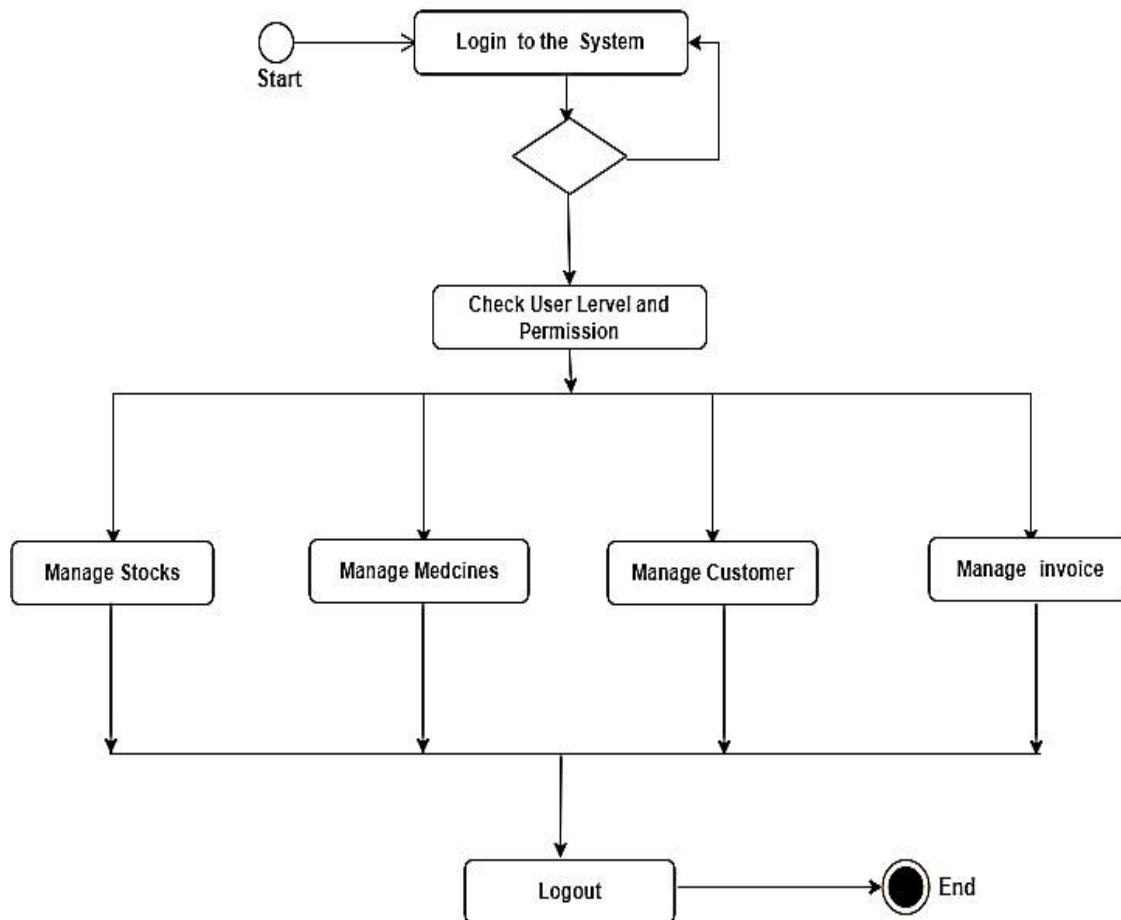 Login to the System
Start
Check User Lervel and
Permission
Manage Stocks
Manage Medcines
Manage Customer
Manage invoice
Logout
End